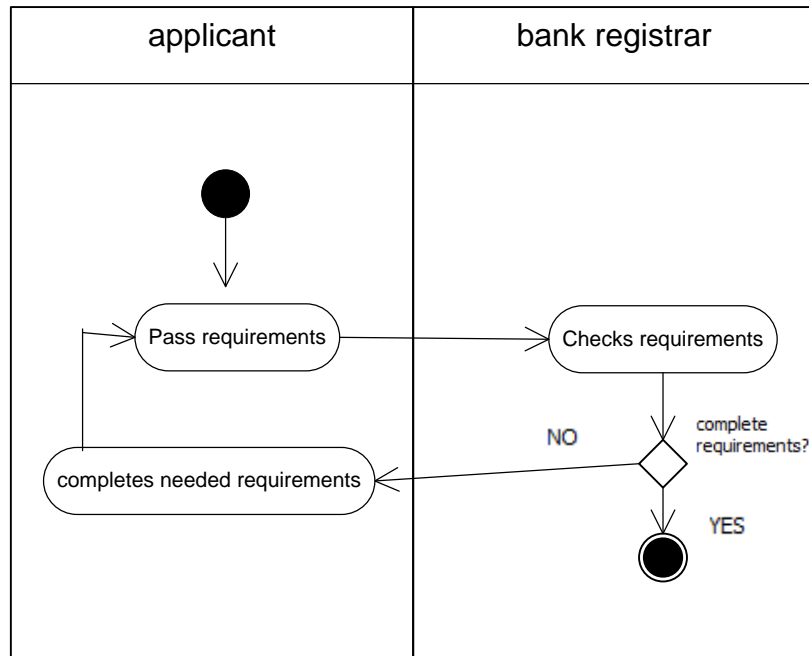 applicant
bank registrar
Pass requirements
Checks requirements
NO
complete
requirements?
completes needed requirements
YES